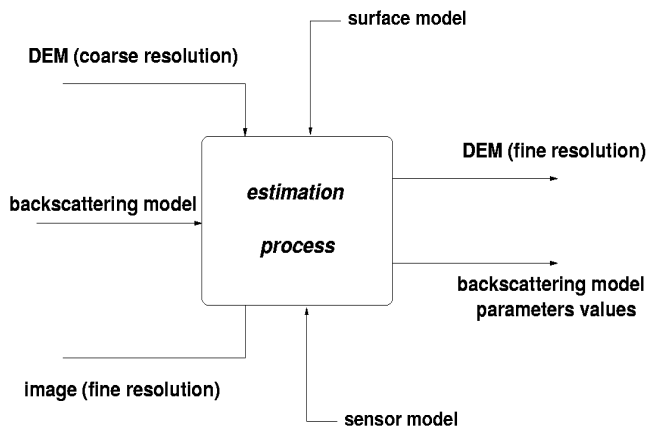 surface model
DEM (coarse resolution)
DEM (fine resolution)
estimation
backscattering model
process
backscattering model
parameters values
image (fine resolution)
sensor model